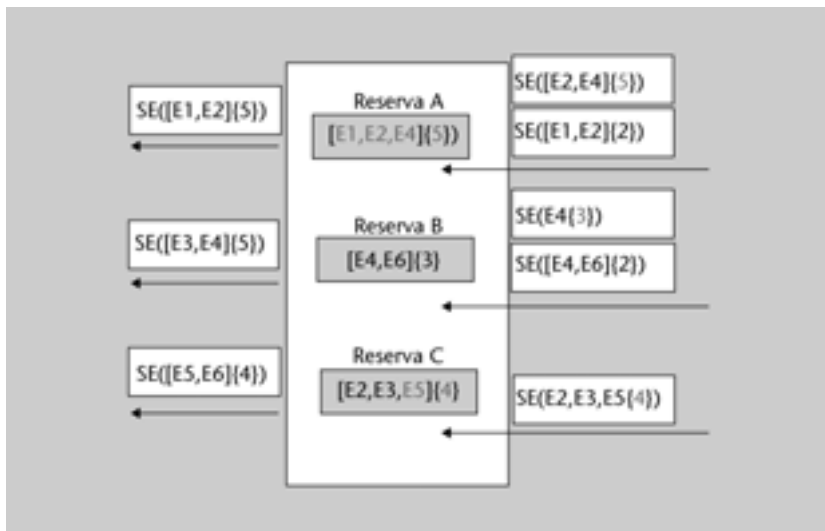 SE([E1,E2]{5})
Reserva A
[E1,E2,E4]{5})
SE([E2,E4]{5})
SE([E1,E2]{2})
SE([E3,E4]{5})
Reserva B
[E4,E6]{3}
SE(E4{3})
SE([E4,E6]{2})
SE([E5,E6]{4})
Reserva C
[E2,E3,E5]{4}
SE(E2,E3,E5{4})